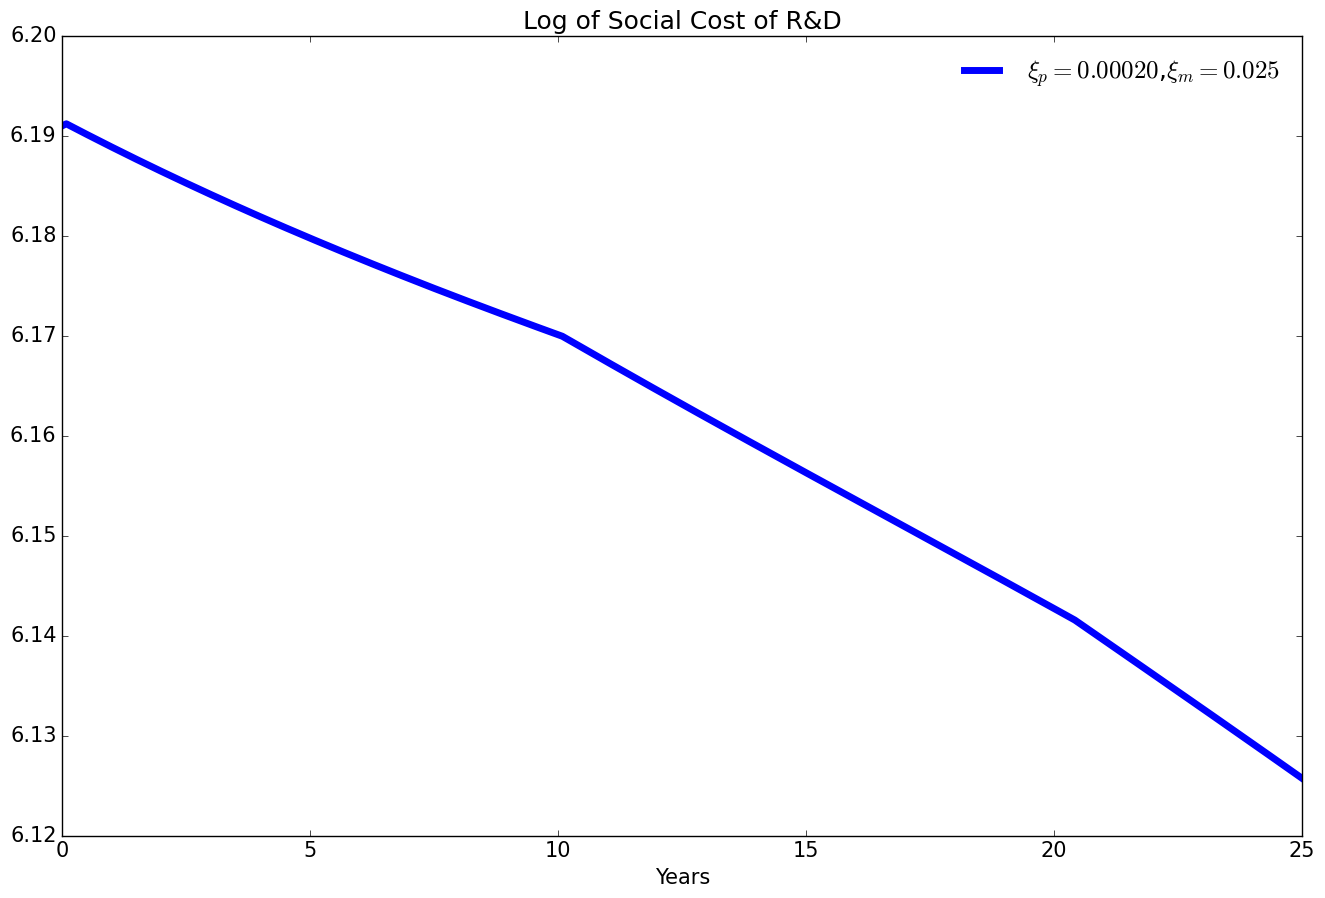 Log of Social Cost of R&D
6.20
6.19
6.18
6.17
6.16
6.15
6.14
6.13
6.12
ξₚ = 0.00020,ξₘ = 0.025
0 5 10 15 20 25
Years